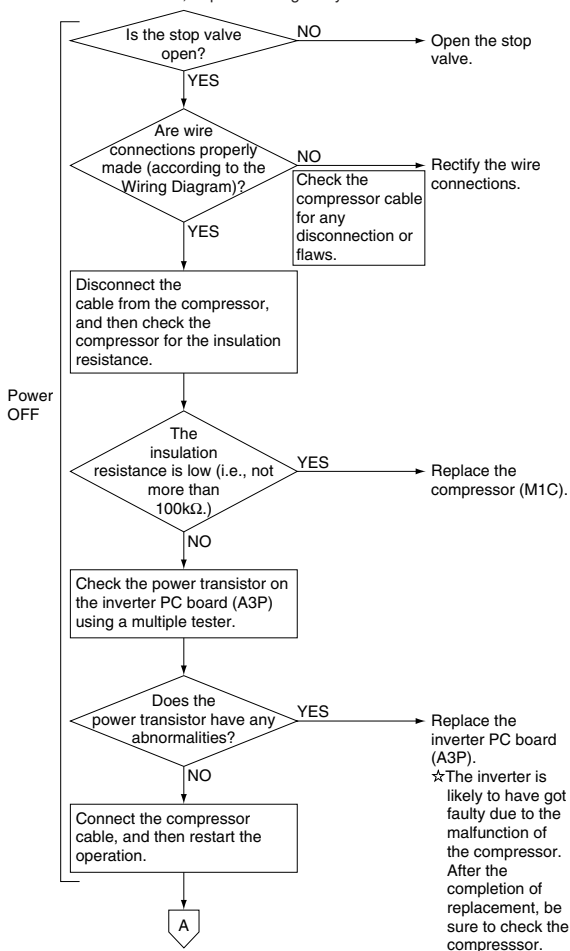 Is the stop valve
open?
NO
Open the stop
valve.
YES
Are wire
connections properly
made (according to the
Wiring Diagram)?
NO
Rectify the wire
connections.
Check the
compressor cable
for any
disconnection or
flaws.
YES
Disconnect the
cable from the compressor,
and then check the
compressor for the insulation
resistance.
Power
OFF
The
insulation
resistance is low (i.e., not
more than
100kΩ.)
YES
Replace the
compressor (M1C).
NO
Check the power transistor on
the inverter PC board (A3P)
using a multiple tester.
Does the
power transistor have any
abnormalities?
YES
Replace the
inverter PC board
(A3P).
☆The inverter is
likely to have got
faulty due to the
malfunction of
the compressor.
After the
completion of
replacement, be
sure to check the
compresssor.
NO
Connect the compressor
cable, and then restart the
operation.
A